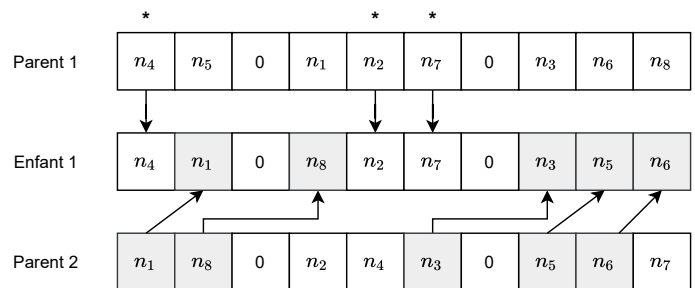 * * *
Parent 1 n₄ n₅ 0 n₁ n₂ n₇ 0 n₃ n₆ n₈
Enfant 1 n₄ n₁ 0 n₈ n₂ n₇ 0 n₃ n₅ n₆
Parent 2 n₁ n₈ 0 n₂ n₄ n₃ 0 n₅ n₆ n₇